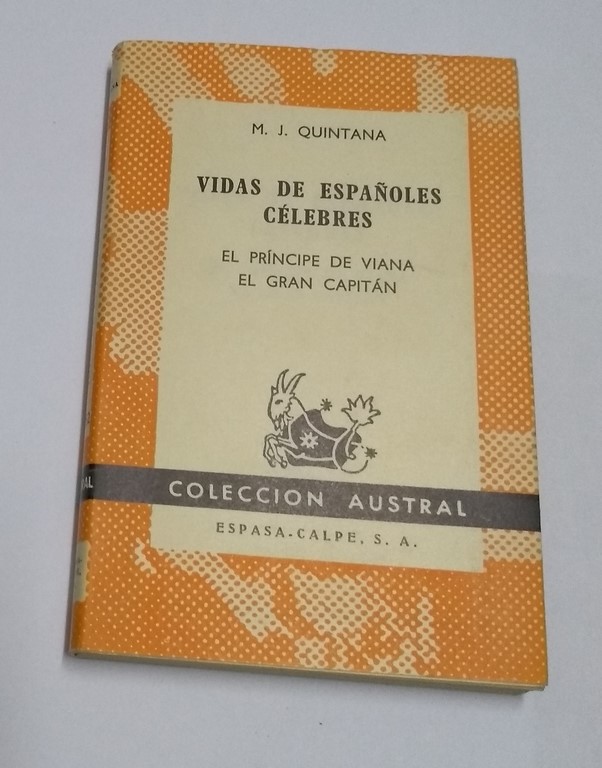 M. J. QUINTANA
VIDAS DE ESPAÑOLES
CÉLEBRES
EL PRÍNCIPE DE VIANA
EL GRAN CAPITÁN
COLECCION AUSTRAL
ESPASA-CALPE, S. A.